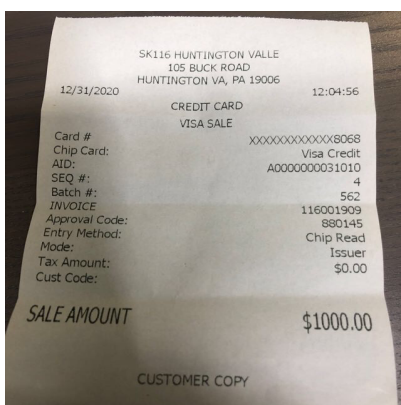 SK116 HUNTINGTON VALLE
105 BUCK ROAD
HUNTINGTON VA, PA 19006
12/31/2020 12:04:56
CREDIT CARD
VISA SALE
Card # XXXXXXXXXXXX8068
Chip Card: Visa Credit
AID: A0000000031010
SEQ #: 4
Batch #: 562
INVOICE 116001909
Approval Code: 880145
Entry Method: Chip Read
Mode: Issuer
Tax Amount: $0.00
Cust Code:
SALE AMOUNT $1000.00
CUSTOMER COPY